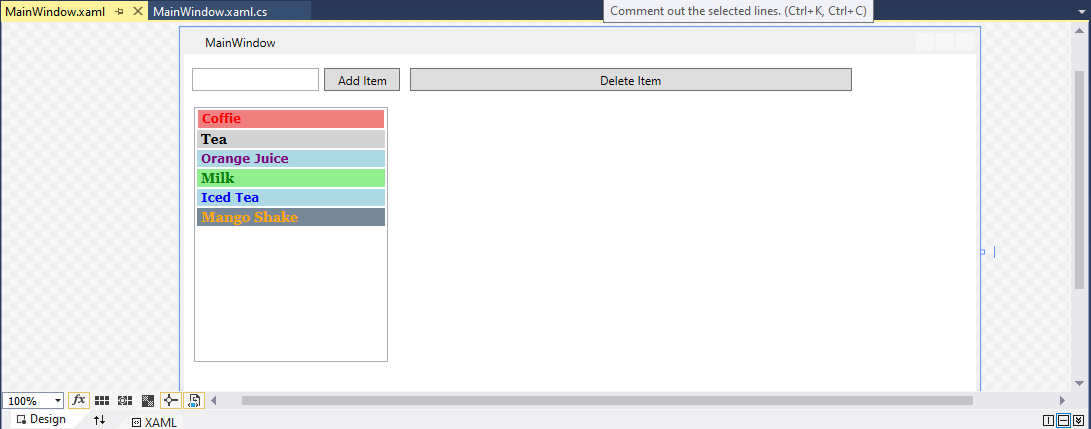 MainWindow.xaml
MainWindow.xaml.cs
Comment out the selected lines. (Ctrl+K, Ctrl+C)
MainWindow
Add Item
Delete Item
Coffie
Tea
Orange Juice
Milk
Iced Tea
Mango Shake
100%
fx
Design
XAML